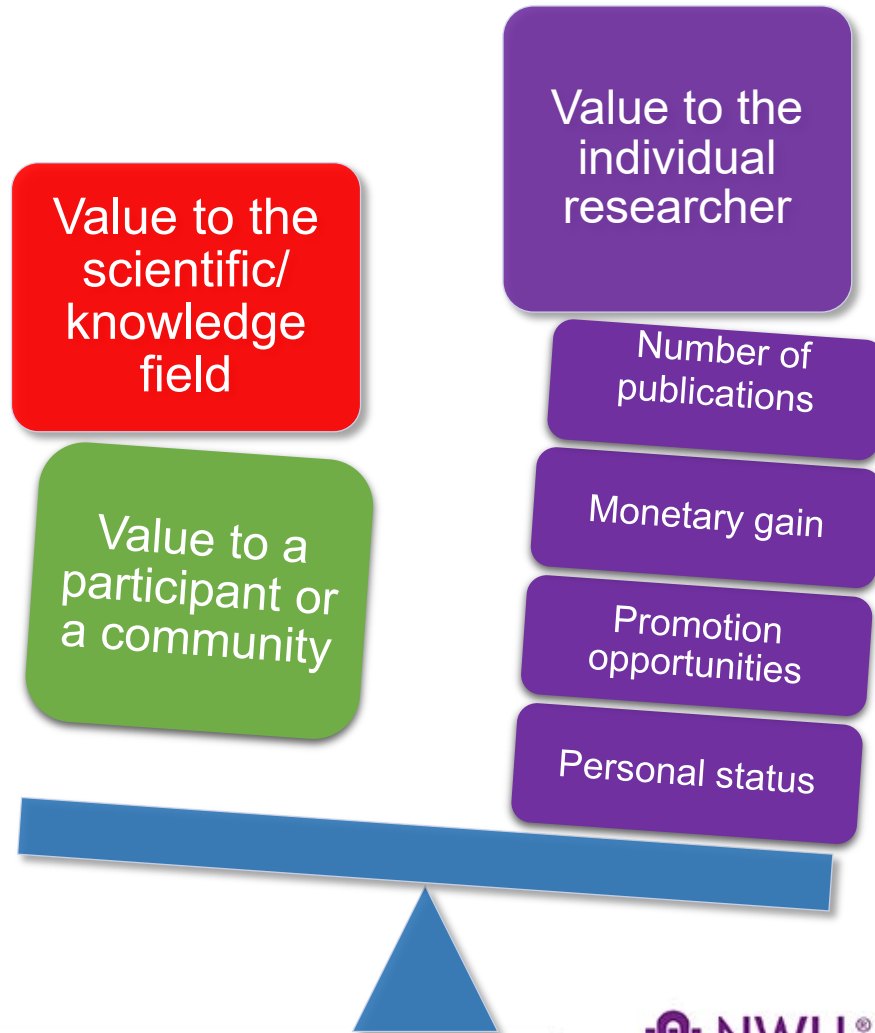 Value to the
scientific/
knowledge
field
Value to a
participant or
a community
Value to the
individual
researcher
Number of
publications
Monetary gain
Promotion
opportunities
Personal status
NWU®